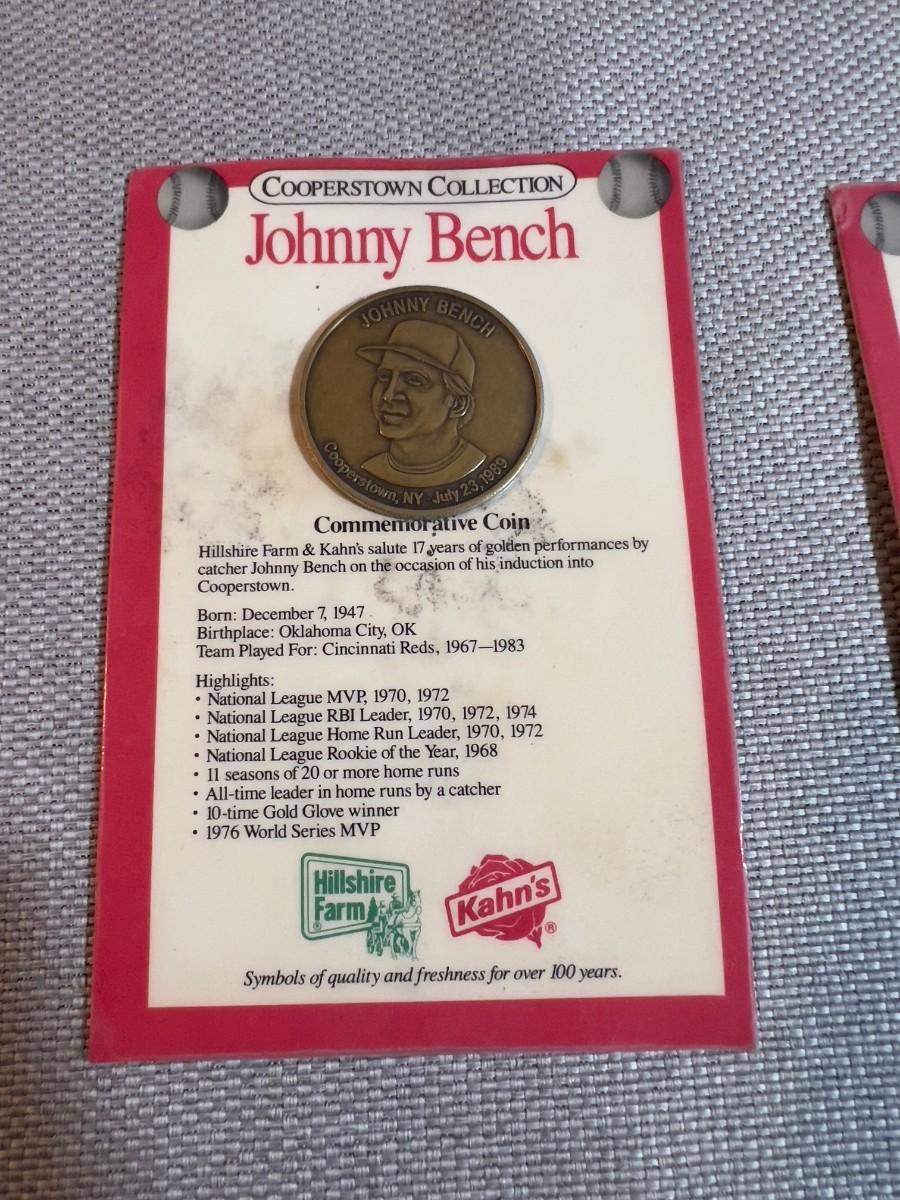 COOPERSTOWN COLLECTION
Johnny Bench
JOHNNY BENCH
Cooperstown, NY July 23, 1989
Commemorative Coin
Hillshire Farm & Kahn's salute 17 years of golden performances by
catcher Johnny Bench on the occasion of his induction into
Cooperstown.
Born: December 7, 1947
Birthplace: Oklahoma City, OK
Team Played For: Cincinnati Reds, 1967—1983
Highlights:
• National League MVP, 1970, 1972
• National League RBI Leader, 1970, 1972, 1974
• National League Home Run Leader, 1970, 1972
• National League Rookie of the Year, 1968
• 11 seasons of 20 or more home runs
• All-time leader in home runs by a catcher
• 10-time Gold Glove winner
• 1976 World Series MVP
Hillshire
Farm
®
Kahn's
®
Symbols of quality and freshness for over 100 years.